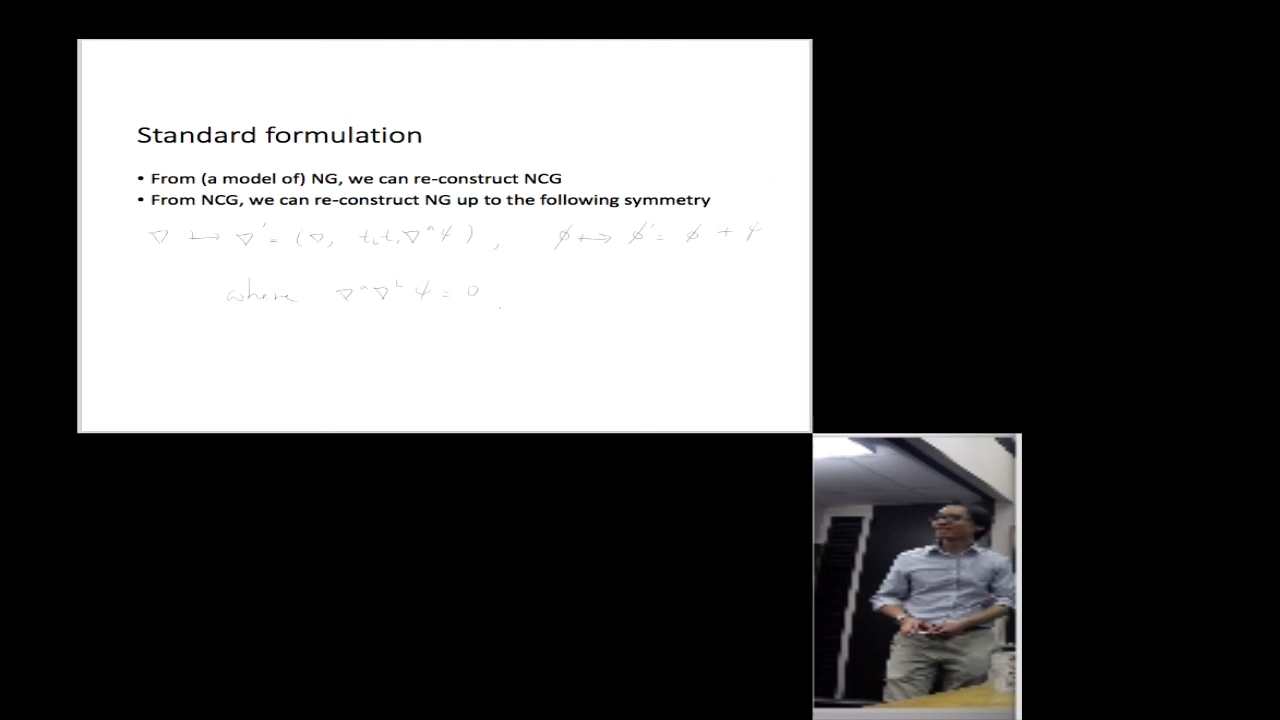 Standard formulation
• From (a model of) NG, we can re-construct NCG
• From NCG, we can re-construct NG up to the following symmetry
∇ ↦ ∇' = (∇, t_b t_c ∇^a ψ), φ ↦ φ' = φ + ψ
where ∇^a ∇^b ψ = 0.